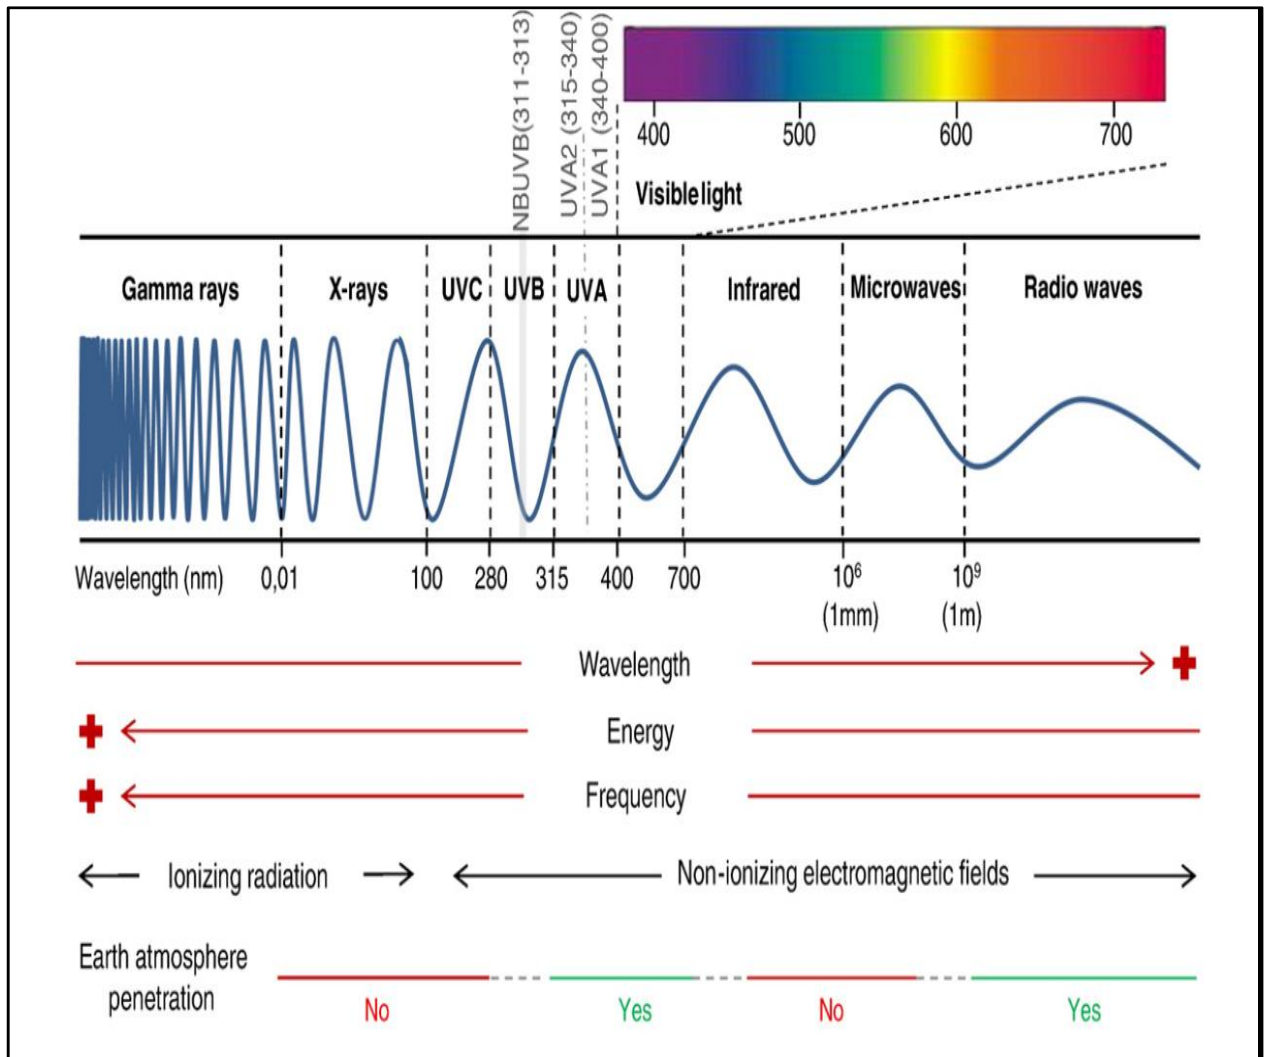 NBUVB(311-313)
UVA2 (315-340)
UVA1 (340-400)
400 500 600 700
Visible light
Gamma rays X-rays UVC UVB UVA Infrared Microwaves Radio waves
Wavelength (nm) 0,01 100 280 315 400 700 10⁶ 10⁹
(1mm) (1m)
Wavelength
Energy
Frequency
Ionizing radiation Non-ionizing electromagnetic fields
Earth atmosphere
penetration
No Yes No Yes